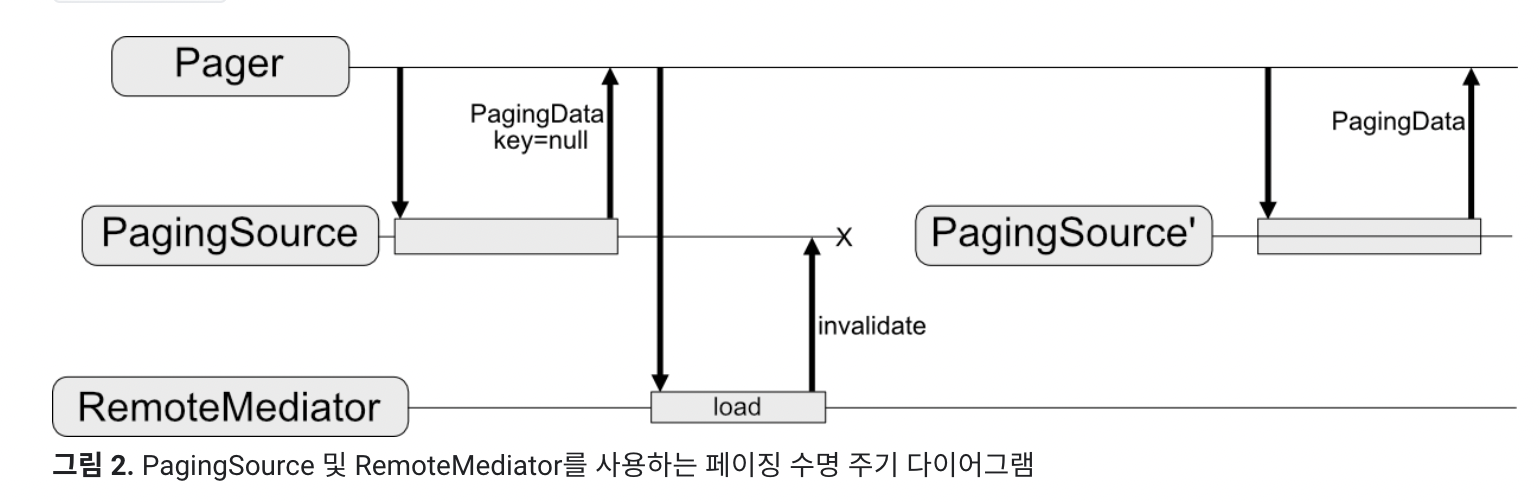 Pager
PagingData
key=null
PagingData
PagingSource
X
PagingSource'
invalidate
RemoteMediator
load
그림 2. PagingSource 및 RemoteMediator를 사용하는 페이징 수명 주기 다이어그램